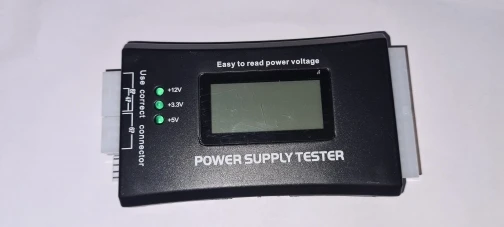 Easy to read power voltage
Use correct connector
+12V
+3.3V
+5V
POWER SUPPLY TESTER